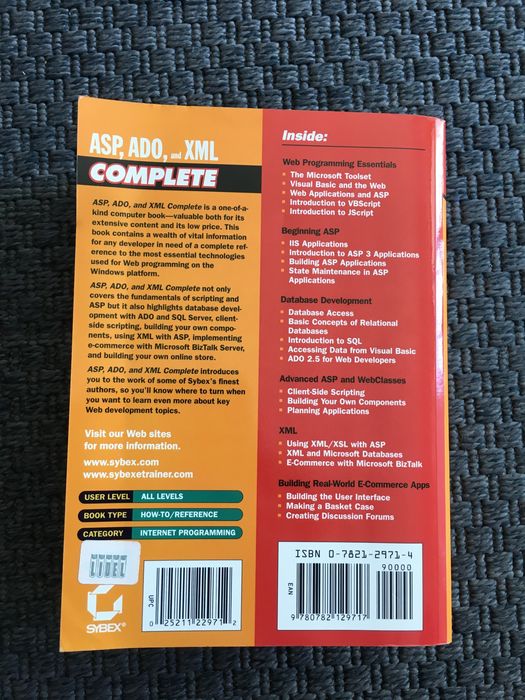 ASP, ADO, and XML
COMPLETE
ASP, ADO, and XML Complete is a one-of-a-
kind computer book—valuable both for its
extensive content and its low price. This
book contains a wealth of vital information
for any developer in need of a complete ref-
erence to the most essential technologies
used for Web programming on the
Windows platform.
ASP, ADO, and XML Complete not only
covers the fundamentals of scripting and
ASP but it also highlights database devel-
opment with ADO and SQL Server, client-
side scripting, building your own compo-
nents, using XML with ASP, implementing
e-commerce with Microsoft BizTalk Server,
and building your own online store.
ASP, ADO, and XML Complete introduces
you to the work of some of Sybex's finest
authors, so you'll know where to turn when
you want to learn even more about key
Web development topics.
Visit our Web sites
for more information.
www.sybex.com
www.sybexetrainer.com
USER LEVEL ALL LEVELS
BOOK TYPE HOW-TO/REFERENCE
CATEGORY INTERNET PROGRAMMING
LIDEL
SYBEX®
UPC
0 25211 22971 2
Inside:
Web Programming Essentials
The Microsoft Toolset
Visual Basic and the Web
Web Applications and ASP
Introduction to VBScript
Introduction to JScript
Beginning ASP
IIS Applications
Introduction to ASP 3 Applications
Building ASP Applications
State Maintenance in ASP
Applications
Database Development
Database Access
Basic Concepts of Relational
Databases
Introduction to SQL
Accessing Data from Visual Basic
ADO 2.5 for Web Developers
Advanced ASP and WebClasses
Client-Side Scripting
Building Your Own Components
Planning Applications
XML
Using XML/XSL with ASP
XML and Microsoft Databases
E-Commerce with Microsoft BizTalk
Building Real-World E-Commerce Apps
Building the User Interface
Making a Basket Case
Creating Discussion Forums
ISBN 0-7821-2971-4
90000
EAN
9 780782 129717